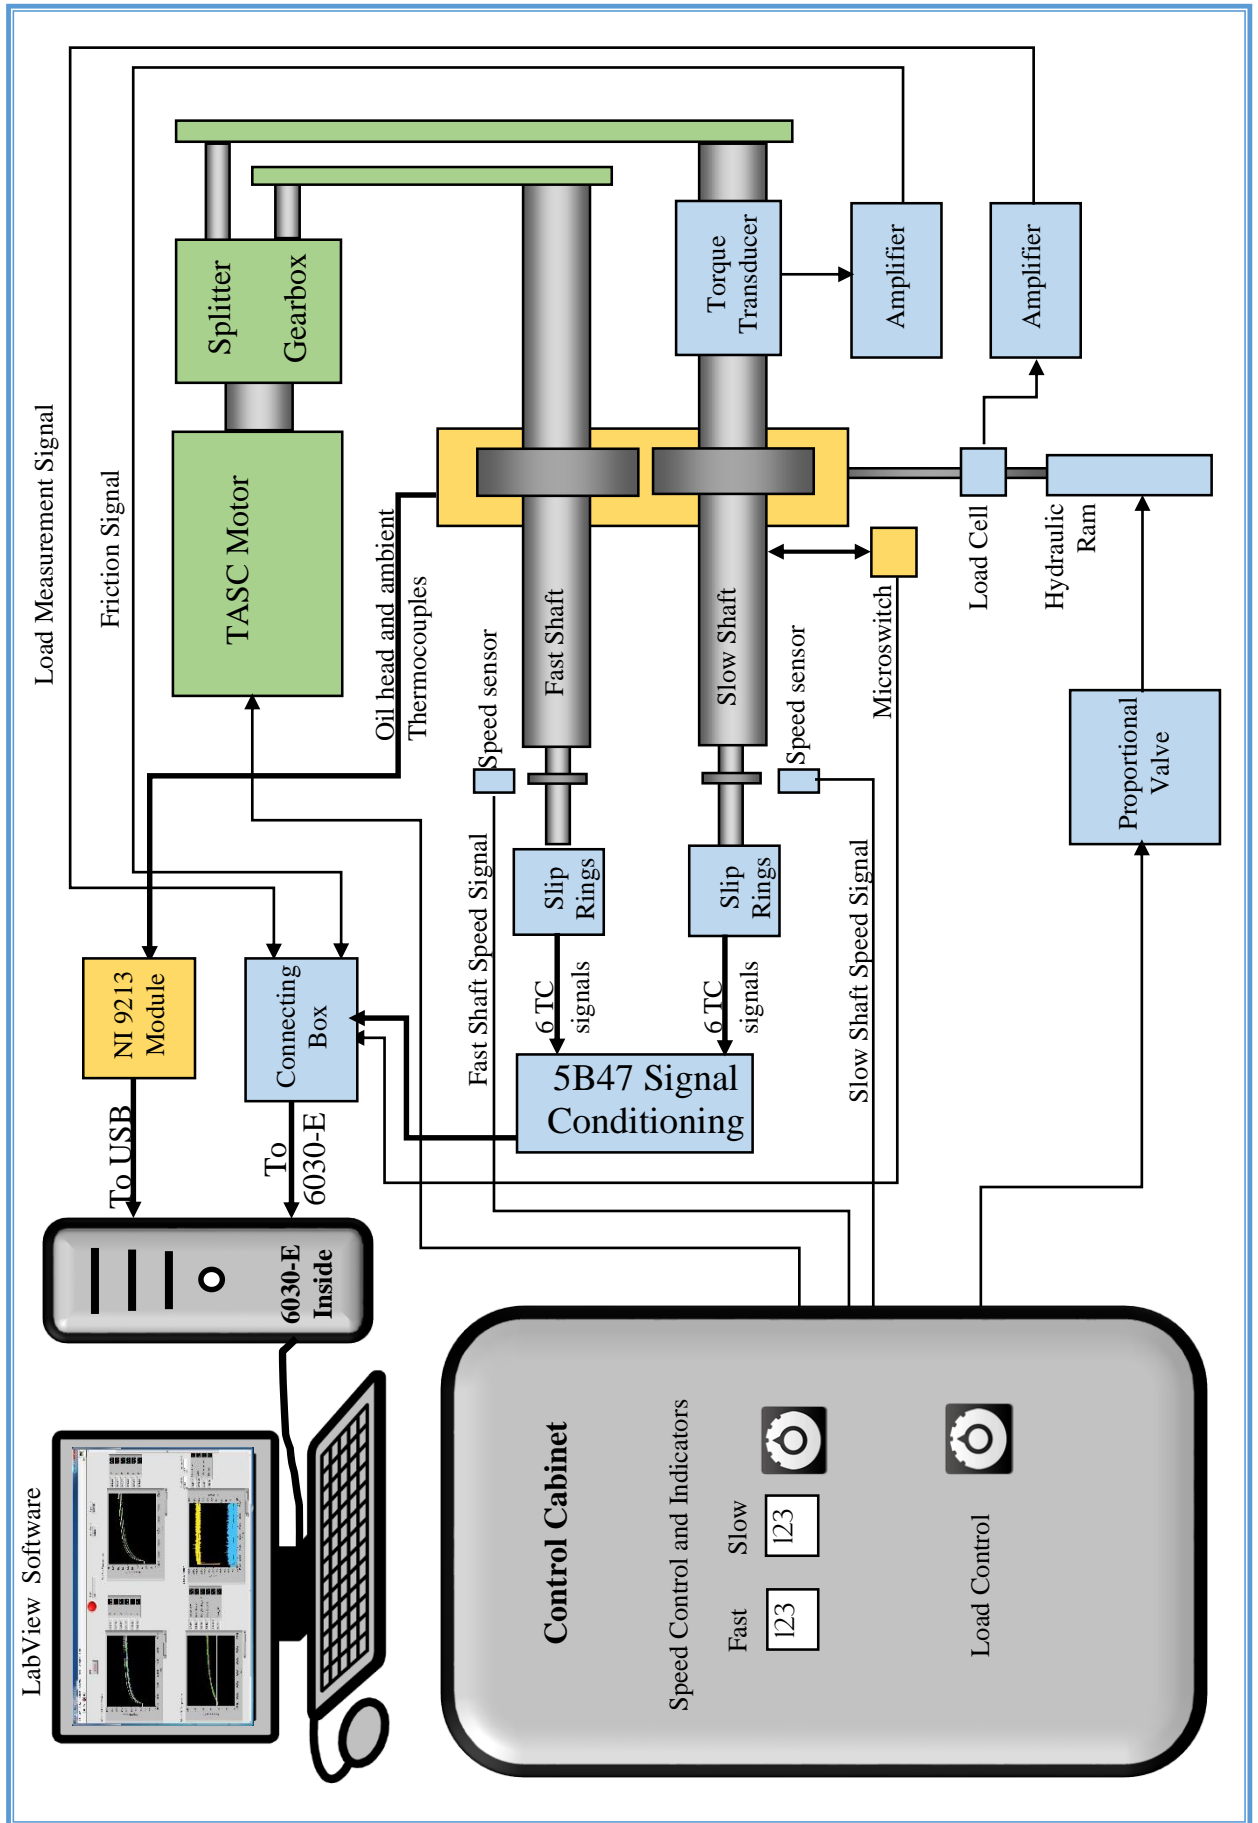 LabView Software
Load Measurement Signal
Friction Signal
TASC Motor
Splitter
Gearbox
Oil head and ambient
Thermocouples
Torque
Transducer
Amplifier
Amplifier
Fast Shaft
Slow Shaft
Speed sensor
Speed sensor
Microswitch
Load Cell
Hydraulic
Ram
Proportional
Valve
Slip
Rings
Slip
Rings
6 TC
signals
6 TC
signals
Fast Shaft Speed Signal
Slow Shaft Speed Signal
5B47 Signal
Conditioning
NI 9213
Module
Connecting
Box
To USB
To
6030-E
6030-E
Inside
Control Cabinet
Speed Control and Indicators
Fast
Slow
123
123
Load Control